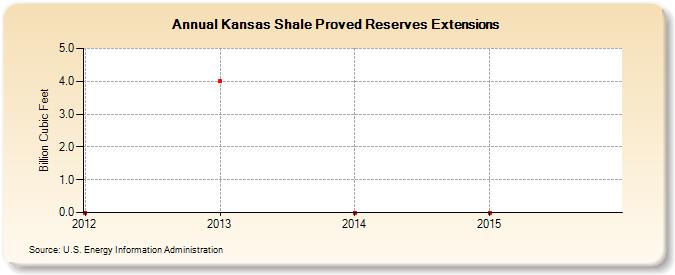 Annual Kansas Shale Proved Reserves Extensions
Billion Cubic Feet
5.0
4.0
3.0
2.0
1.0
0.0
2012 2013 2014 2015
Source: U.S. Energy Information Administration